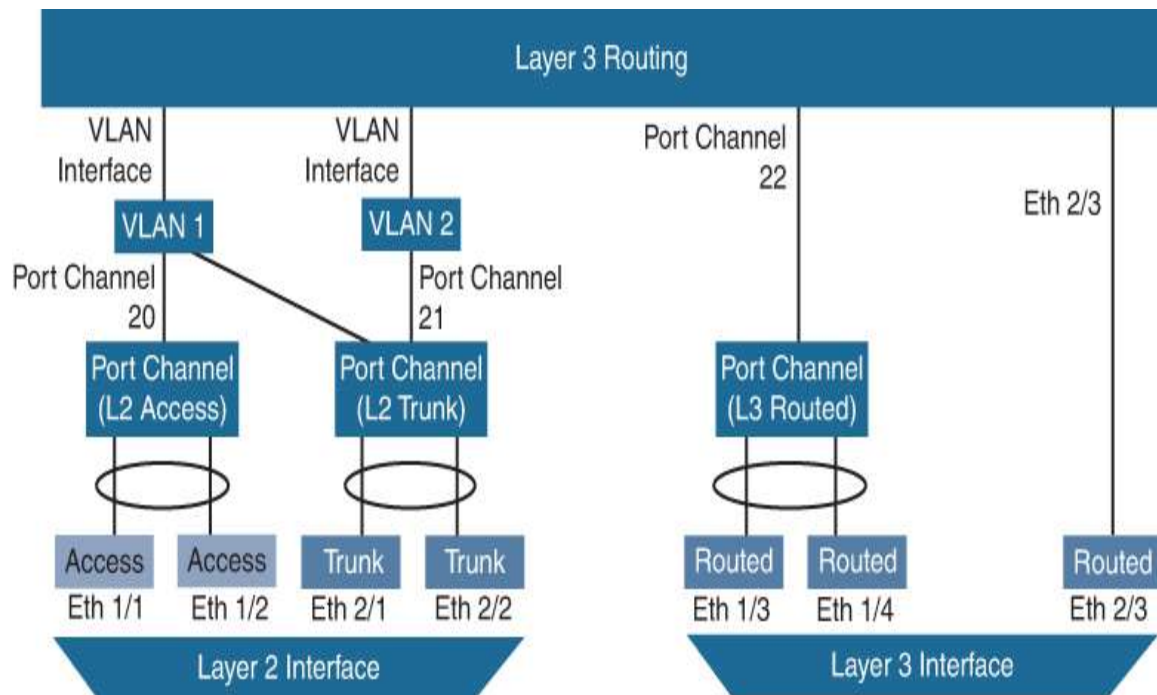 Layer 3 Routing
VLAN
Interface
VLAN
Interface
Port Channel
22
Eth 2/3
VLAN 1
VLAN 2
Port Channel
20
Port Channel
21
Port Channel
(L2 Access)
Port Channel
(L2 Trunk)
Port Channel
(L3 Routed)
Access
Access
Trunk
Trunk
Routed
Routed
Routed
Eth 1/1
Eth 1/2
Eth 2/1
Eth 2/2
Eth 1/3
Eth 1/4
Eth 2/3
Layer 2 Interface
Layer 3 Interface